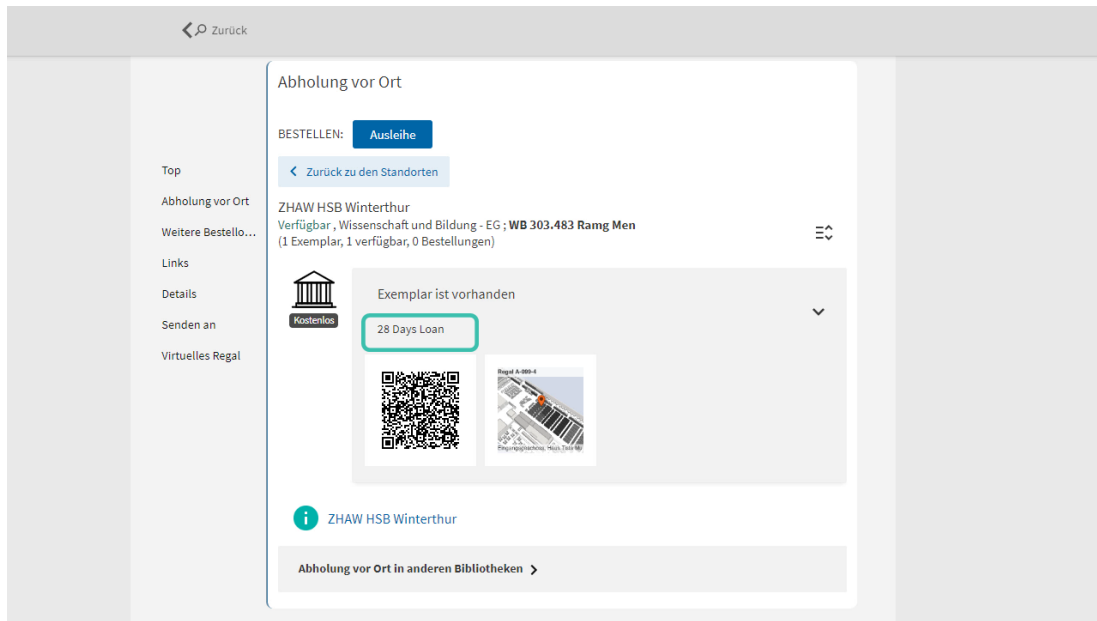 Zurück
Abholung vor Ort
BESTELLEN: Ausleihe
Zurück zu den Standorten
Top
Abholung vor Ort
Weitere Bestello...
Links
Details
Senden an
Virtuelles Regal
ZHAW HSB Winterthur
Verfügbar , Wissenschaft und Bildung - EG ; WB 303.483 Ramg Men
(1 Exemplar, 1 verfügbar, 0 Bestellungen)
Kostenlos
Exemplar ist vorhanden
28 Days Loan
ZHAW HSB Winterthur
Abholung vor Ort in anderen Bibliotheken